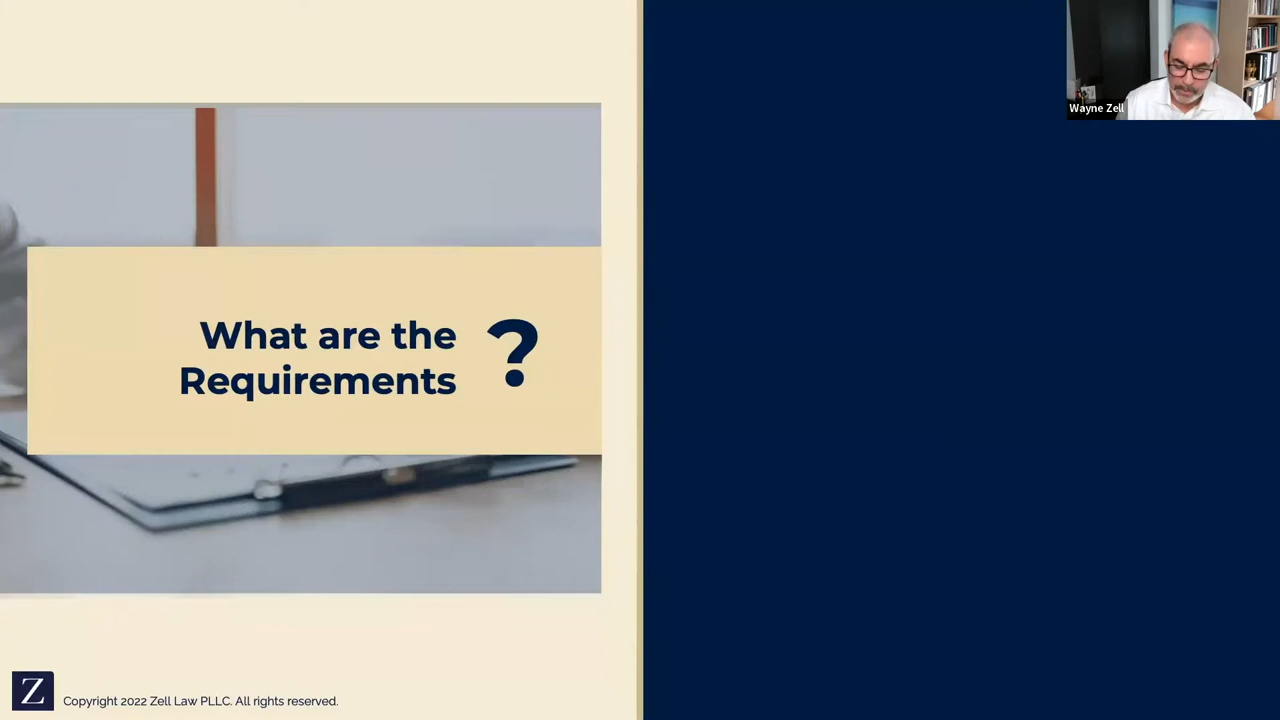 Wayne Zell
What are the
Requirements
?
Z
Copyright 2022 Zell Law PLLC. All rights reserved.